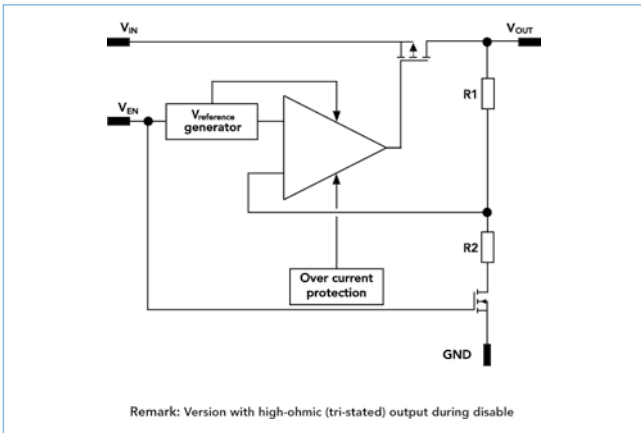 VIN
VOUT
R1
VEN
Vreference
generator
R2
Over current
protection
GND
Remark: Version with high-ohmic (tri-stated) output during disable